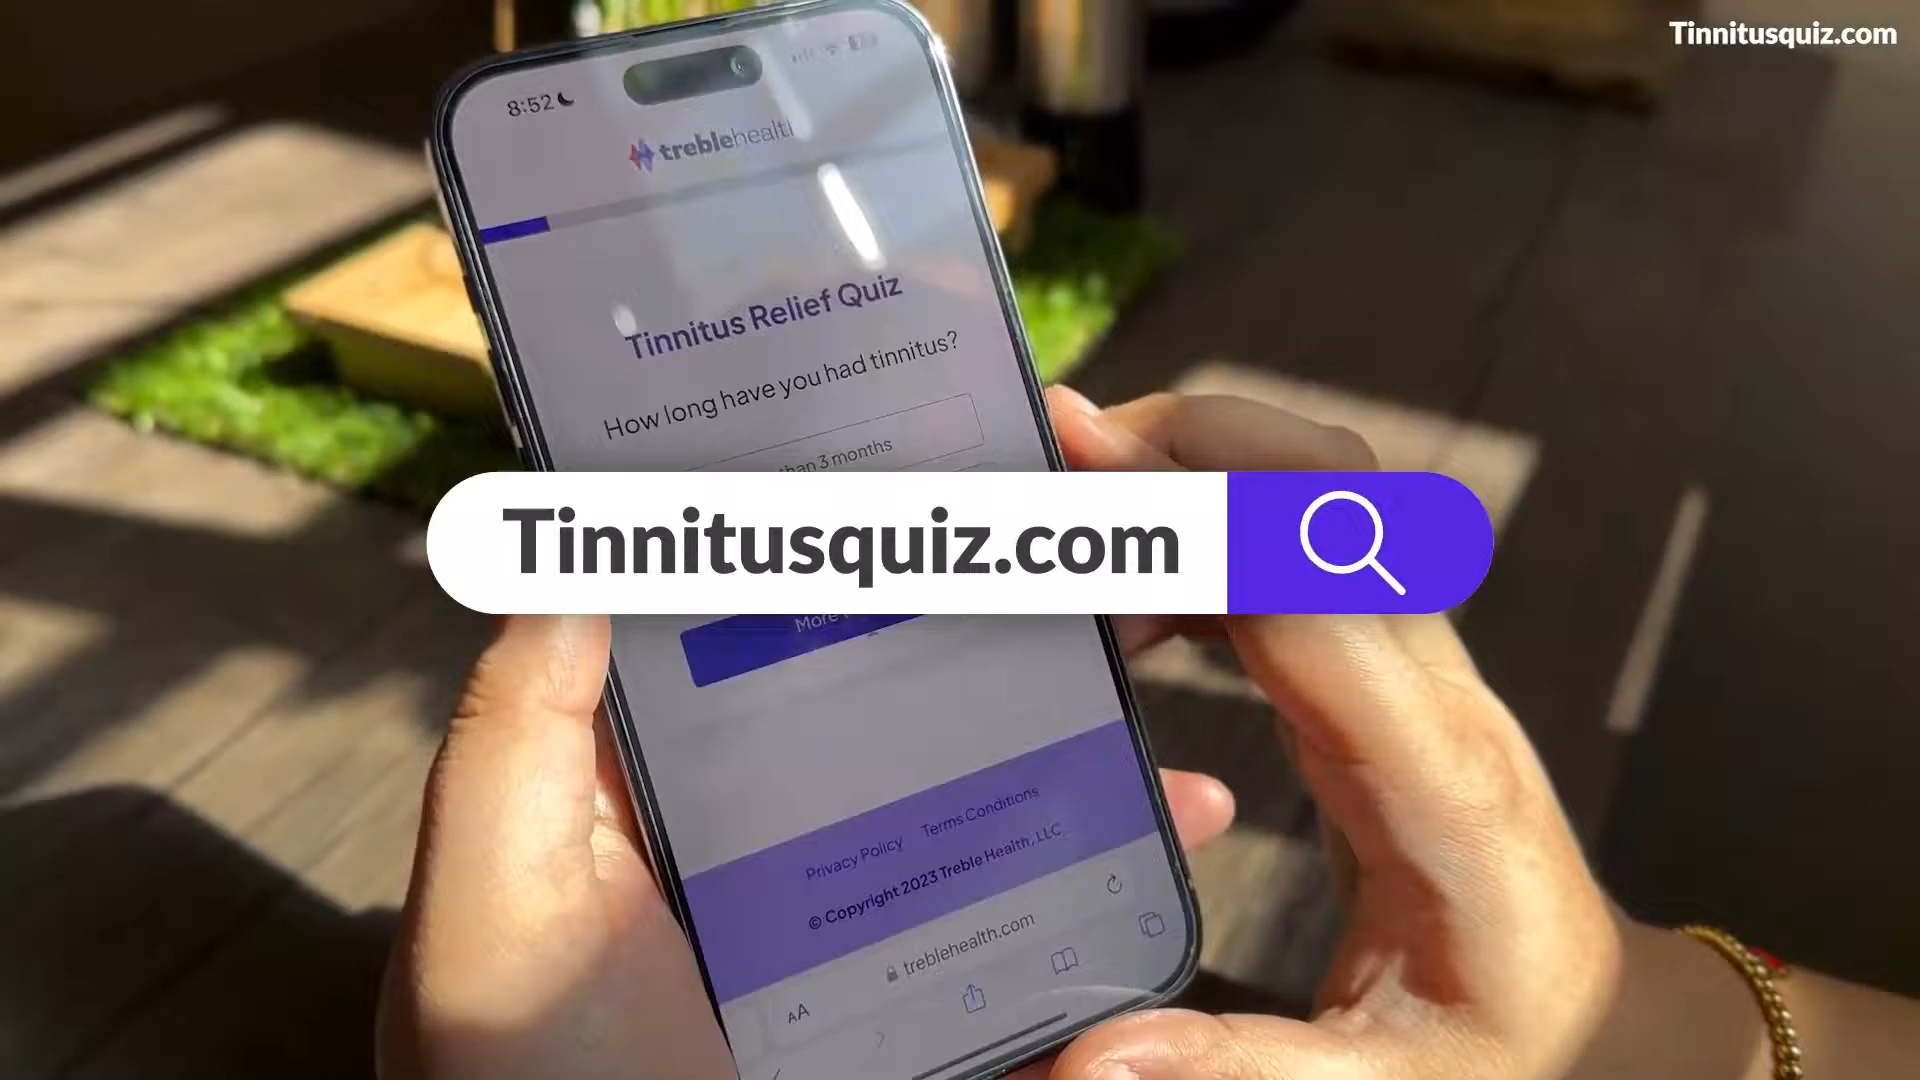 Tinnitusquiz.com
8:52
treblehealth
Tinnitus Relief Quiz
How long have you had tinnitus?
than 3 months
Tinnitusquiz.com
More
Privacy Policy Terms Conditions
© Copyright 2023 Treble Health, LLC
treblehealth.com
AA